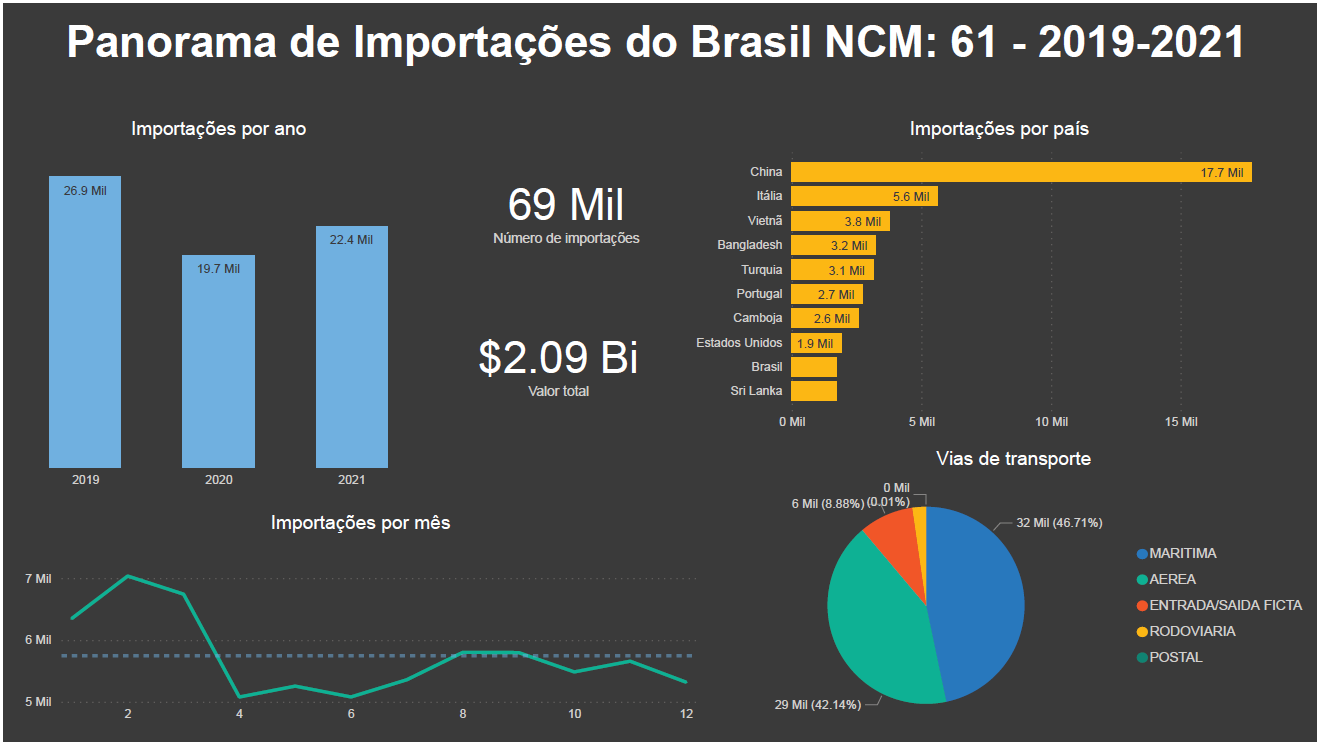 Panorama de Importações do Brasil NCM: 61 - 2019-2021
Importações por ano
26.9 Mil
19.7 Mil
22.4 Mil
2019
2020
2021
69 Mil
Número de importações
$2.09 Bi
Valor total
Importações por país
China
17.7 Mil
Itália
5.6 Mil
Vietnã
3.8 Mil
Bangladesh
3.2 Mil
Turquia
3.1 Mil
Portugal
2.7 Mil
Camboja
2.6 Mil
Estados Unidos
1.9 Mil
Brasil
Sri Lanka
0 Mil
5 Mil
10 Mil
15 Mil
Importações por mês
7 Mil
6 Mil
5 Mil
2
4
6
8
10
12
Vias de transporte
0 Mil
(0.01%)
6 Mil (8.88%)
32 Mil (46.71%)
29 Mil (42.14%)
MARITIMA
AEREA
ENTRADA/SAIDA FICTA
RODOVIARIA
POSTAL